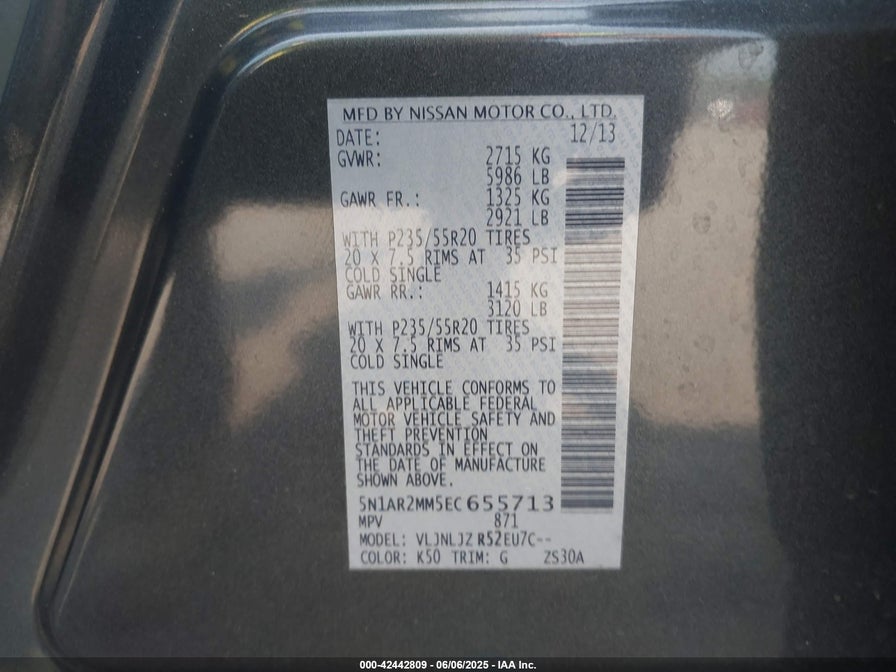 MFD BY NISSAN MOTOR CO., LTD.
DATE: 12/13
GVWR: 2715 KG
5986 LB
GAWR FR.: 1325 KG
2921 LB
WITH P235/55R20 TIRES
20 X 7.5 RIMS AT 35 PSI
COLD SINGLE
GAWR RR.: 1415 KG
3120 LB
WITH P235/55R20 TIRES
20 X 7.5 RIMS AT 35 PSI
COLD SINGLE
THIS VEHICLE CONFORMS TO
ALL APPLICABLE FEDERAL
MOTOR VEHICLE SAFETY AND
THEFT PREVENTION
STANDARDS IN EFFECT ON
THE DATE OF MANUFACTURE
SHOWN ABOVE.
5N1AR2MM5EC655713
MPV 871
MODEL: VLJNLJZ R52EU7C--
COLOR: K50 TRIM: G ZS30A
000-42442809 - 06/06/2025 - IAA Inc.